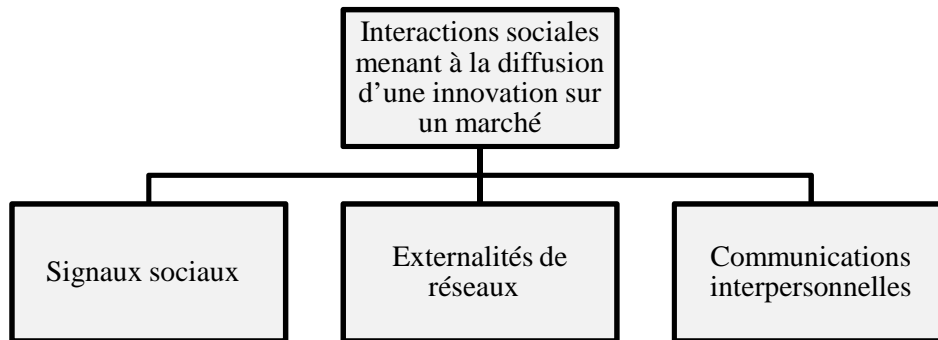 Interactions sociales
menant à la diffusion
d’une innovation sur
un marché
Signaux sociaux
Externalités de
réseaux
Communications
interpersonnelles